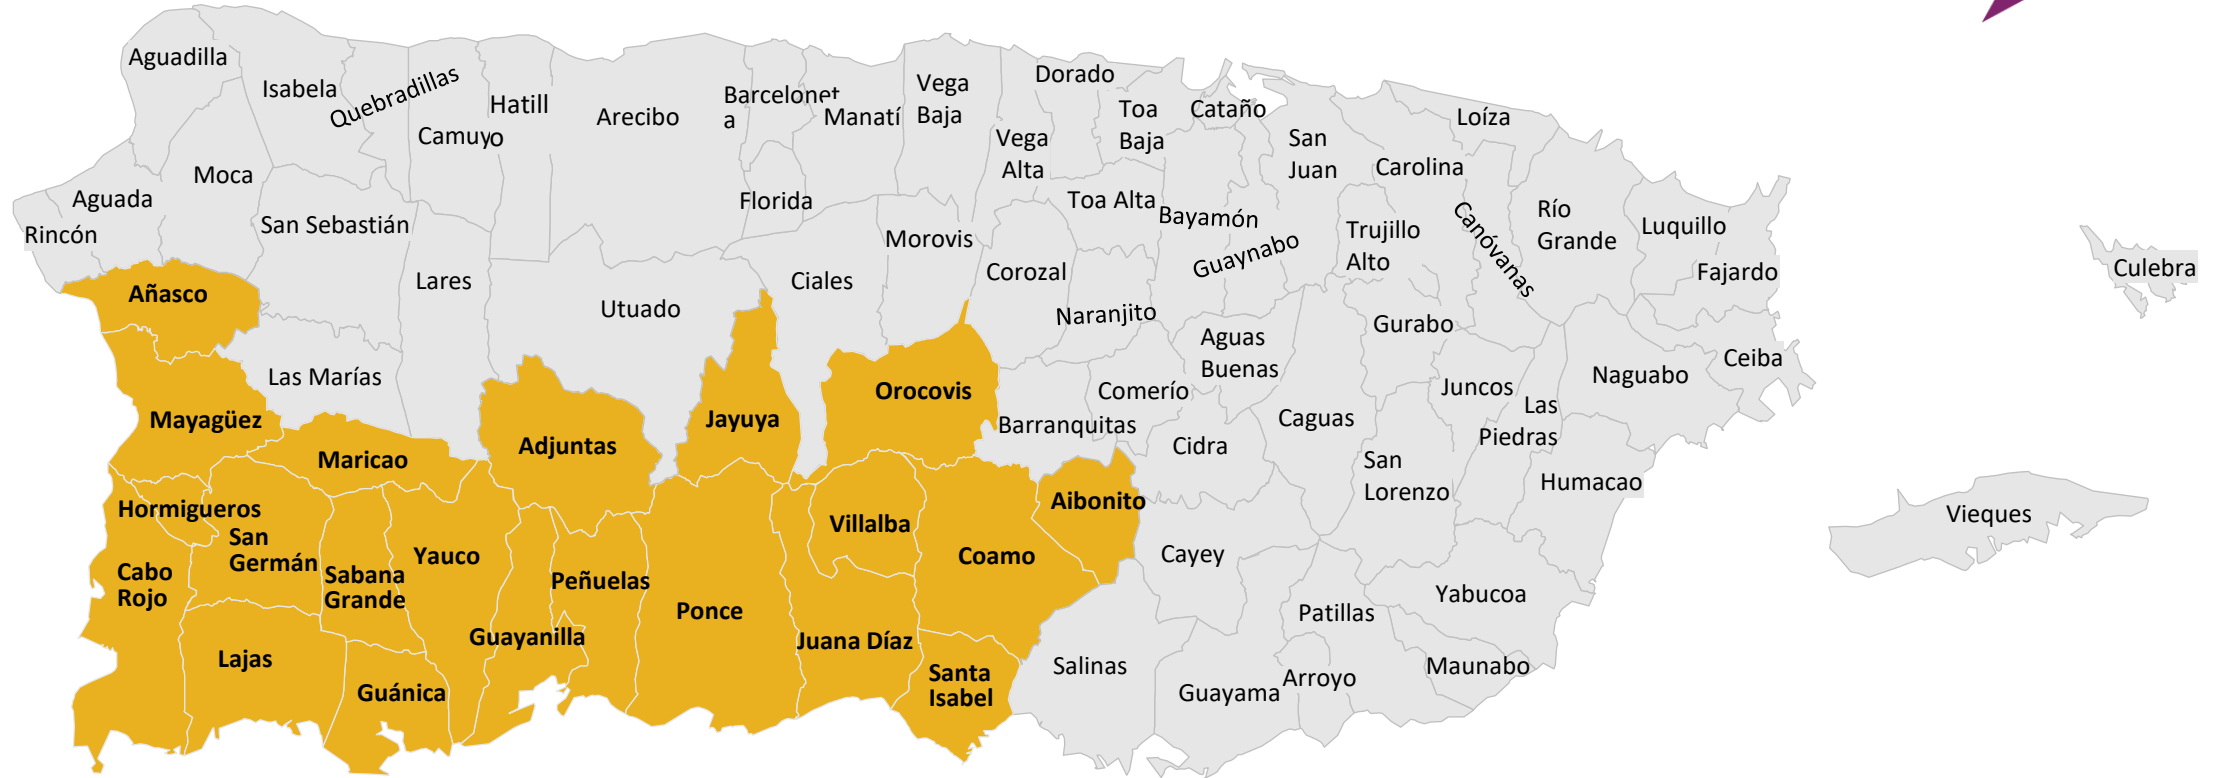 Aguadilla
Isabela
Quebradillas
Camuyo
Hatill
Arecibo
Barcelonet
a
Manatí
Vega
Baja
Dorado
Vega
Alta
Toa
Baja
Cataño
San
Juan
Loíza
Carolina
Moca
Aguada
Rincón
San Sebastián
Florida
Toa Alta
Bayamón
Guaynabo
Trujillo
Alto
Canóvanas
Río
Grande
Luquillo
Fajardo
Culebra
Añasco
Lares
Utuado
Ciales
Morovis
Corozal
Naranjito
Aguas
Buenas
Gurabo
Ceiba
Las Marías
Mayagüez
Maricao
Adjuntas
Jayuya
Orocovis
Barranquitas
Comerío
Cidra
Caguas
Juncos
Las
Piedras
Naguabo
San
Lorenzo
Humacao
Vieques
Hormigueros
San
Germán
Cabo
Rojo
Sabana
Grande
Yauco
Peñuelas
Guayanilla
Ponce
Villalba
Juana Díaz
Coamo
Aibonito
Cayey
Patillas
Yabucoa
Lajas
Guánica
Santa
Isabel
Salinas
Guayama
Arroyo
Maunabo